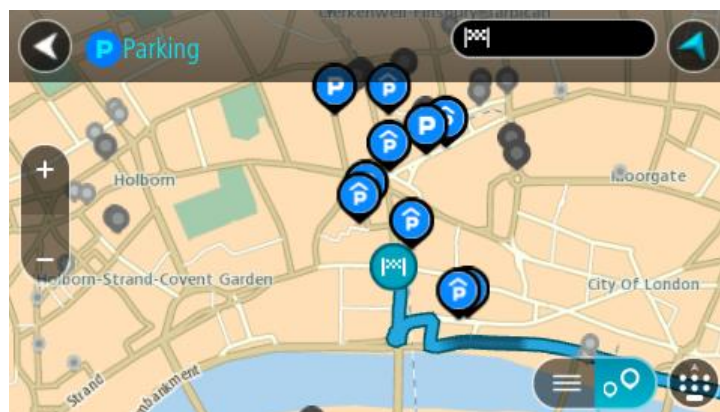 Clerkenwell-Finsbury-Barbican
P Parking
Holborn
Moorgate
Holborn-Strand-Covent Garden
City Of London
Strand
Embankment